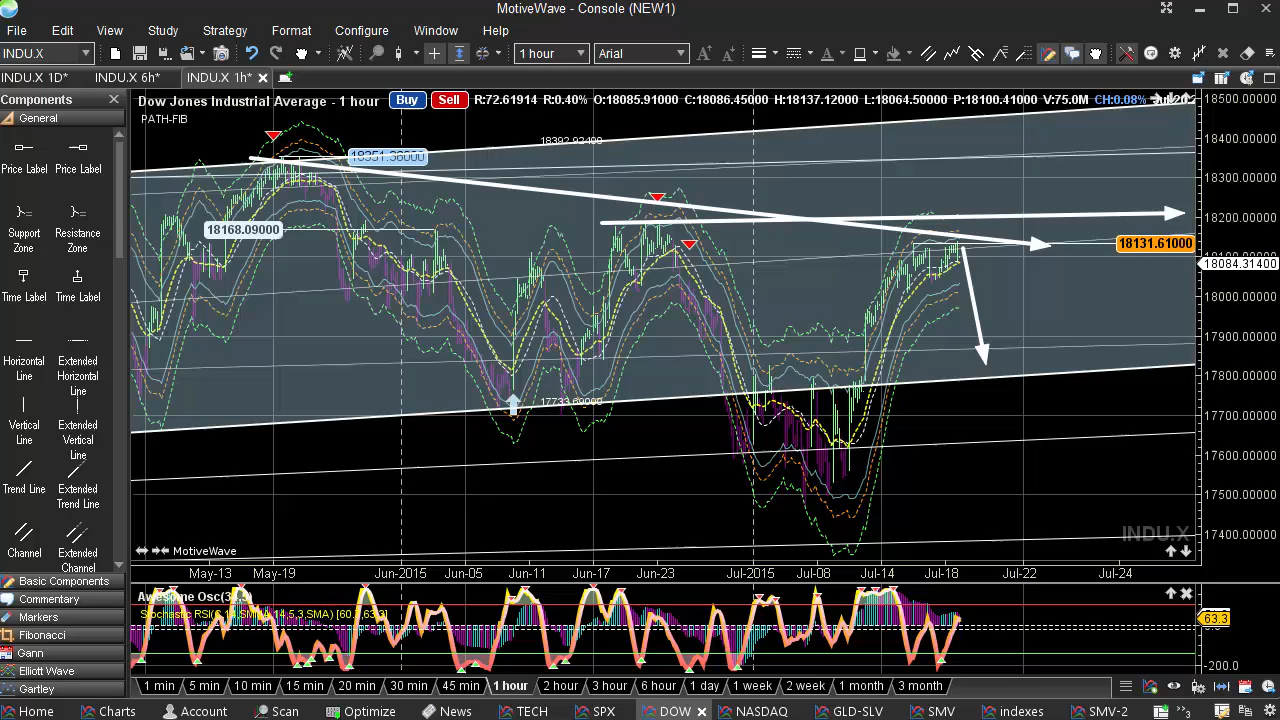 MotiveWave - Console (NEW1)
File Edit View Study Strategy Format Configure Window Help
INDU.X 1 hour Arial
INDU.X 1D* INDU.X 6h* INDU.X 1h*
Components
General
Price Label Price Label
Support Zone Resistance Zone
Time Label Time Label
Horizontal Line Extended Horizontal Line
Vertical Line Extended Vertical Line
Trend Line Extended Trend Line
Channel Extended Channel
Basic Components
Commentary
Markers
Fibonacci
Gann
Elliott Wave
Gartley
Dow Jones Industrial Average - 1 hour Buy Sell R:72.61914 R:0.40% O:18085.91000 C:18086.45000 H:18137.12000 L:18064.50000 P:18100.41000 V:75.0M CH:0.08%
PATH-FIB
18392.92400
18351.36000
18168.09000
17733.69000
18131.61000
18084.31400
18500.00000
18400.00000
18300.00000
18200.00000
18000.00000
17900.00000
17800.00000
17700.00000
17600.00000
17500.00000
17400.00000
INDU.X
MotiveWave
May-13 May-19 Jun-2015 Jun-05 Jun-11 Jun-17 Jun-23 Jul-2015 Jul-08 Jul-14 Jul-18 Jul-22 Jul-24
63.3
-200.0
1 min 5 min 10 min 15 min 20 min 30 min 45 min 1 hour 2 hour 3 hour 6 hour 1 day 1 week 2 week 1 month 3 month
Home Charts Account Scan Optimize News TECH SPX DOW NASDAQ GLD-SLV SMV indexes SMV-2